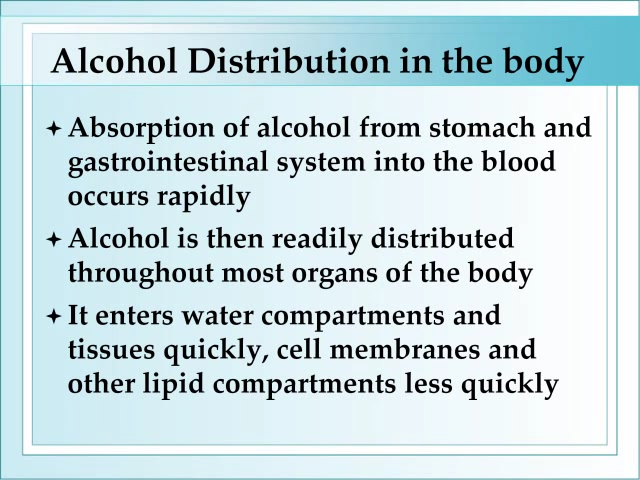 Alcohol Distribution in the body
✦ Absorption of alcohol from stomach and
gastrointestinal system into the blood
occurs rapidly
✦ Alcohol is then readily distributed
throughout most organs of the body
✦ It enters water compartments and
tissues quickly, cell membranes and
other lipid compartments less quickly